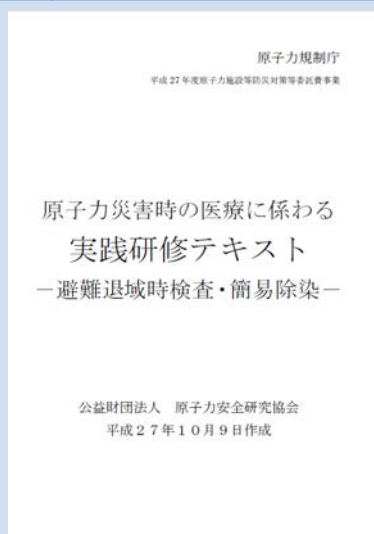 原子力規制庁
平成27年度原子力施設等防災対策等委託費事業
原子力災害時の医療に係わる
実践研修テキスト
－避難退域時検査・簡易除染－
公益財団法人　原子力安全研究協会
平成２７年１０月９日作成